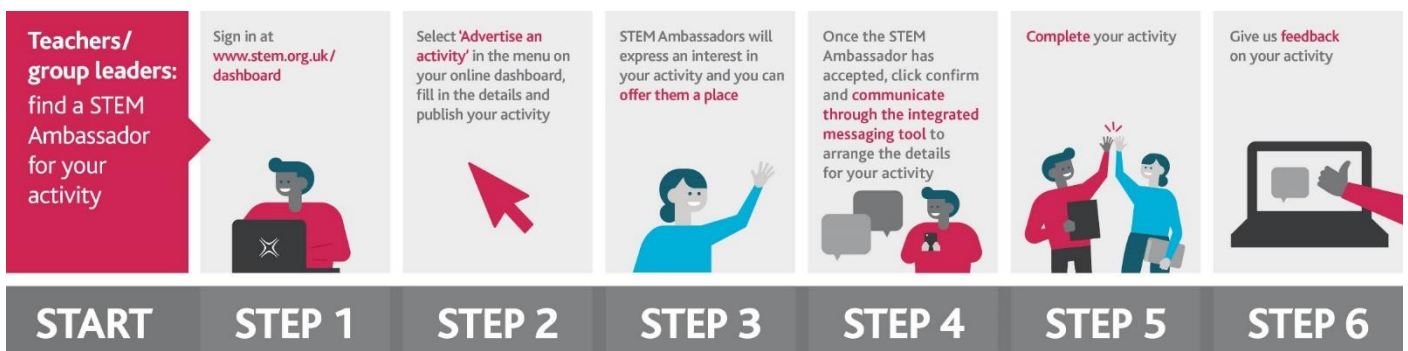 Teachers/
group leaders:
find a STEM
Ambassador
for your
activity
START
Sign in at
www.stem.org.uk/
dashboard
STEP 1
Select 'Advertise an
activity' in the menu on
your online dashboard,
fill in the details and
publish your activity
STEP 2
STEM Ambassadors will
express an interest in
your activity and you can
offer them a place
STEP 3
Once the STEM
Ambassador has
accepted, click confirm
and communicate
through the integrated
messaging tool to
arrange the details
for your activity
STEP 4
Complete your activity
STEP 5
Give us feedback
on your activity
STEP 6